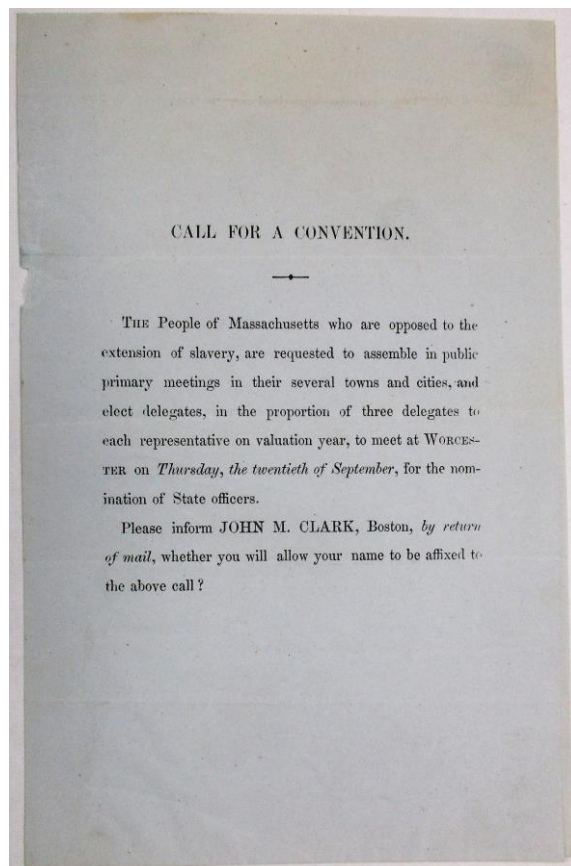 CALL FOR A CONVENTION.
THE People of Massachusetts who are opposed to the
extension of slavery, are requested to assemble in public
primary meetings in their several towns and cities, and
elect delegates, in the proportion of three delegates to
each representative on valuation year, to meet at WORCES-
TER on Thursday, the twentieth of September, for the nom-
ination of State officers.
Please inform JOHN M. CLARK, Boston, by return
of mail, whether you will allow your name to be affixed to
the above call?